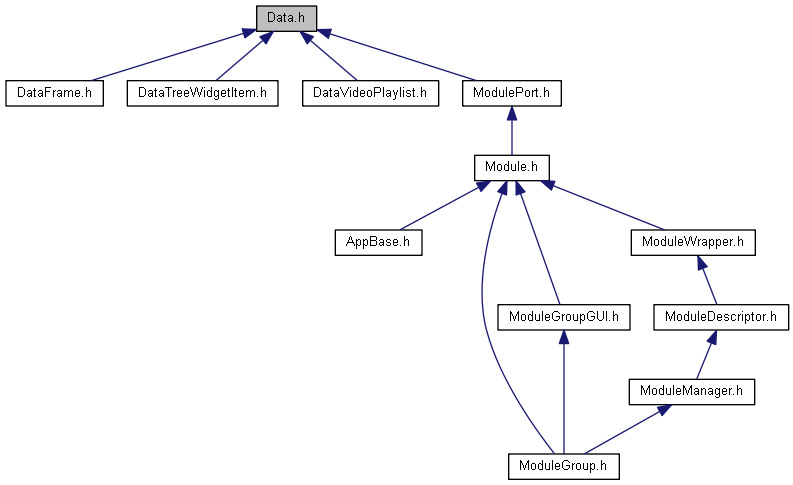 Data.h
DataFrame.h
DataTreeWidgetItem.h
DataVideoPlaylist.h
ModulePort.h
Module.h
AppBase.h
ModuleWrapper.h
ModuleGroupGUI.h
ModuleDescriptor.h
ModuleManager.h
ModuleGroup.h